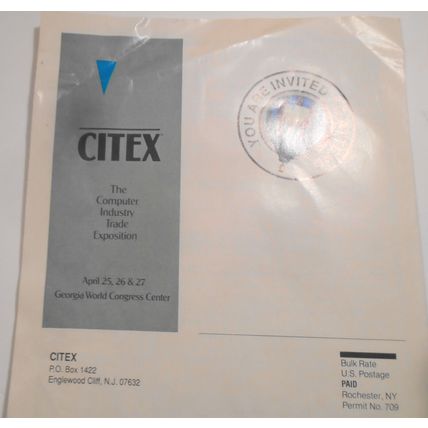 YOU ARE INVITED
CITEX
The
Computer
Industry
Trade
Exposition
April 25, 26 & 27
Georgia World Congress Center
CITEX
P.O. Box 1422
Englewood Cliff, N.J. 07632
Bulk Rate
U.S. Postage
PAID
Rochester, NY
Permit No. 709